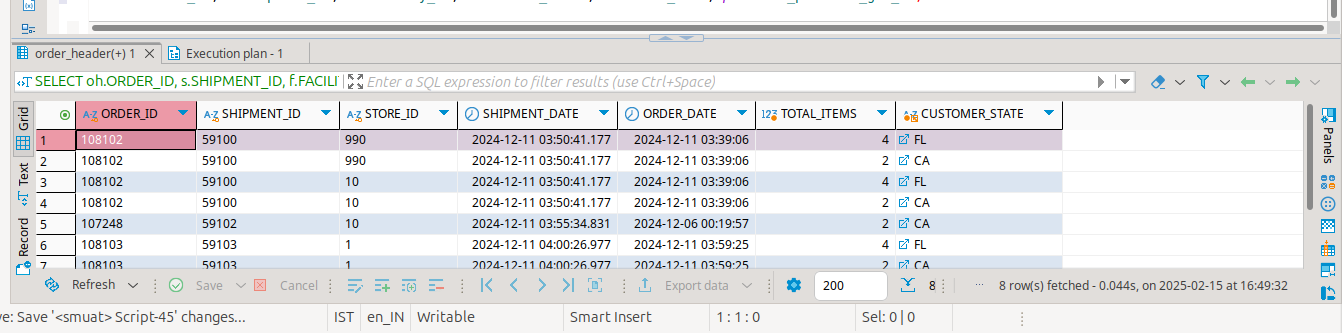 order_header(+) 1
Execution plan - 1
SELECT oh.ORDER_ID, s.SHIPMENT_ID, f.FACILI
Enter a SQL expression to filter results (use Ctrl+Space)
Grid
Text
Record
Panels
ORDER_ID SHIPMENT_ID STORE_ID SHIPMENT_DATE ORDER_DATE 123 TOTAL_ITEMS CUSTOMER_STATE
1 108102 59100 990 2024-12-11 03:50:41.177 2024-12-11 03:39:06 4 FL
2 108102 59100 990 2024-12-11 03:50:41.177 2024-12-11 03:39:06 2 CA
3 108102 59100 10 2024-12-11 03:50:41.177 2024-12-11 03:39:06 4 FL
4 108102 59100 10 2024-12-11 03:50:41.177 2024-12-11 03:39:06 2 CA
5 107248 59102 10 2024-12-11 03:55:34.831 2024-12-06 00:19:57 2 CA
6 108103 59103 1 2024-12-11 04:00:26.977 2024-12-11 03:59:25 4 FL
7 108103 59103 1 2024-12-11 04:00:26.977 2024-12-11 03:59:25 2 CA
Refresh Save Cancel Export data 200 8 ... 8 row(s) fetched - 0.044s, on 2025-02-15 at 16:49:32
ve: Save '<smuat> Script-45' changes... IST en_IN Writable Smart Insert 1 : 1 : 0 Sel: 0 | 0